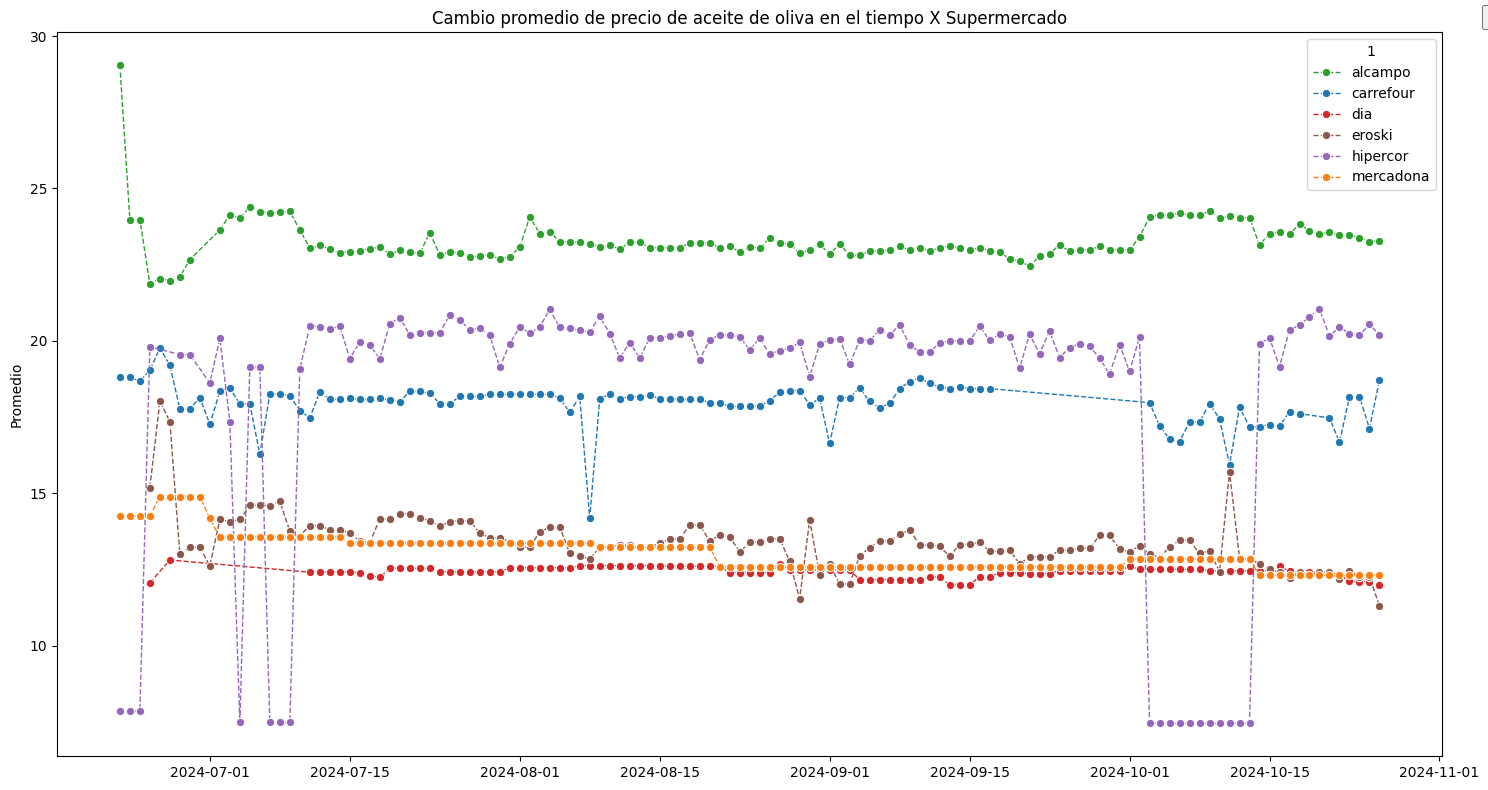 Cambio promedio de precio de aceite de oliva en el tiempo X Supermercado
Promedio
30
25
20
15
10
1
alcampo
carrefour
dia
eroski
hipercor
mercadona
2024-07-01
2024-07-15
2024-08-01
2024-08-15
2024-09-01
2024-09-15
2024-10-01
2024-10-15
2024-11-01